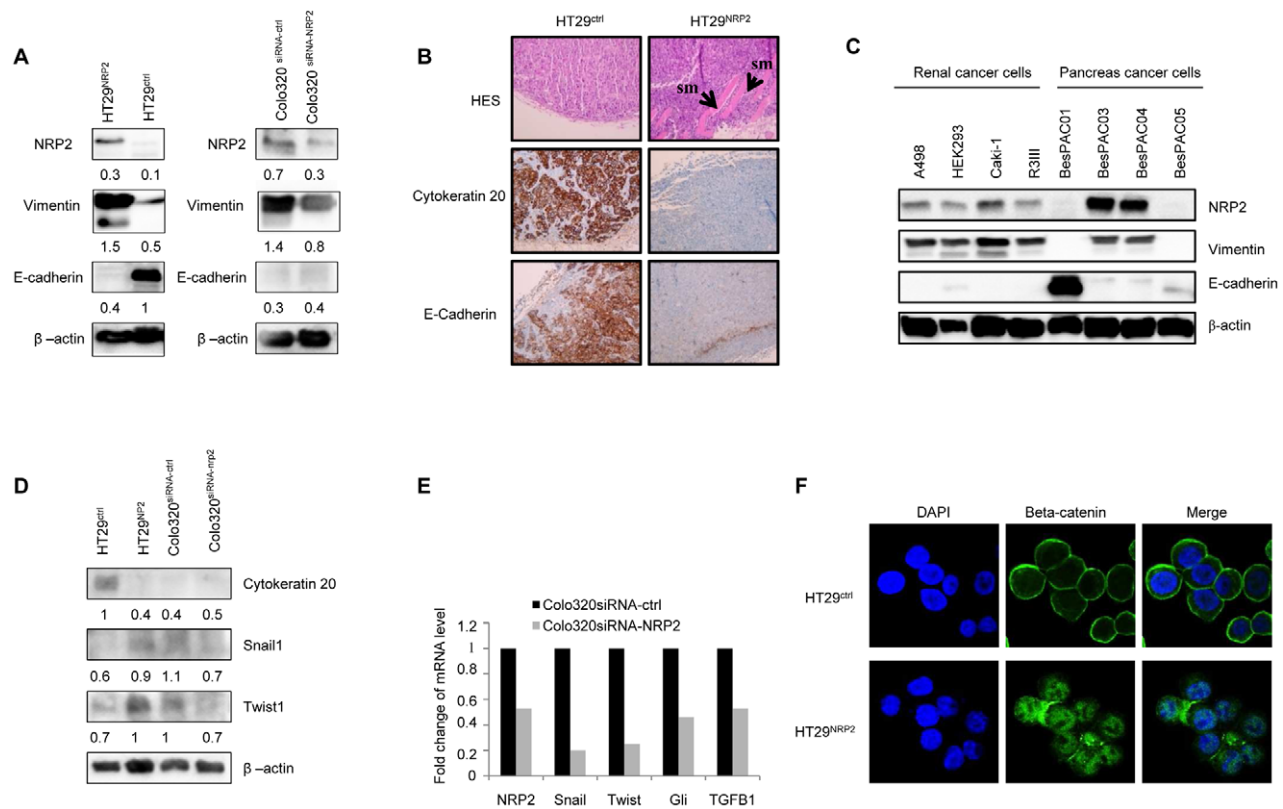 A
HT29NRP2
HT29ctrl
NRP2
0.3 0.1
Vimentin
1.5 0.5
E-cadherin
0.4 1
β –actin
Colo320 siRNA-ctrl
Colo320 siRNA-NRP2
NRP2
0.7 0.3
Vimentin
1.4 0.8
E-cadherin
0.3 0.4
β –actin
B
HT29ctrl HT29NRP2
HES
sm
sm
Cytokeratin 20
E-Cadherin
C
Renal cancer cells Pancreas cancer cells
A498
HEK293
Caki-1
R3III
BesPAC01
BesPAC03
BesPAC04
BesPAC05
NRP2
Vimentin
E-cadherin
β-actin
D
HT29ctrl
HT29NP2
Colo320siRNA-ctrl
Colo320siRNA-nrp2
Cytokeratin 20
1 0.4 0.4 0.5
Snail1
0.6 0.9 1.1 0.7
Twist1
0.7 1 1 0.7
β –actin
E
Colo320siRNA-ctrl
Colo320siRNA-NRP2
Fold change of mRNA level
1.2
1
0.8
0.6
0.4
0.2
0
NRP2 Snail Twist Gli TGFB1
F
DAPI Beta-catenin Merge
HT29ctrl
HT29NRP2